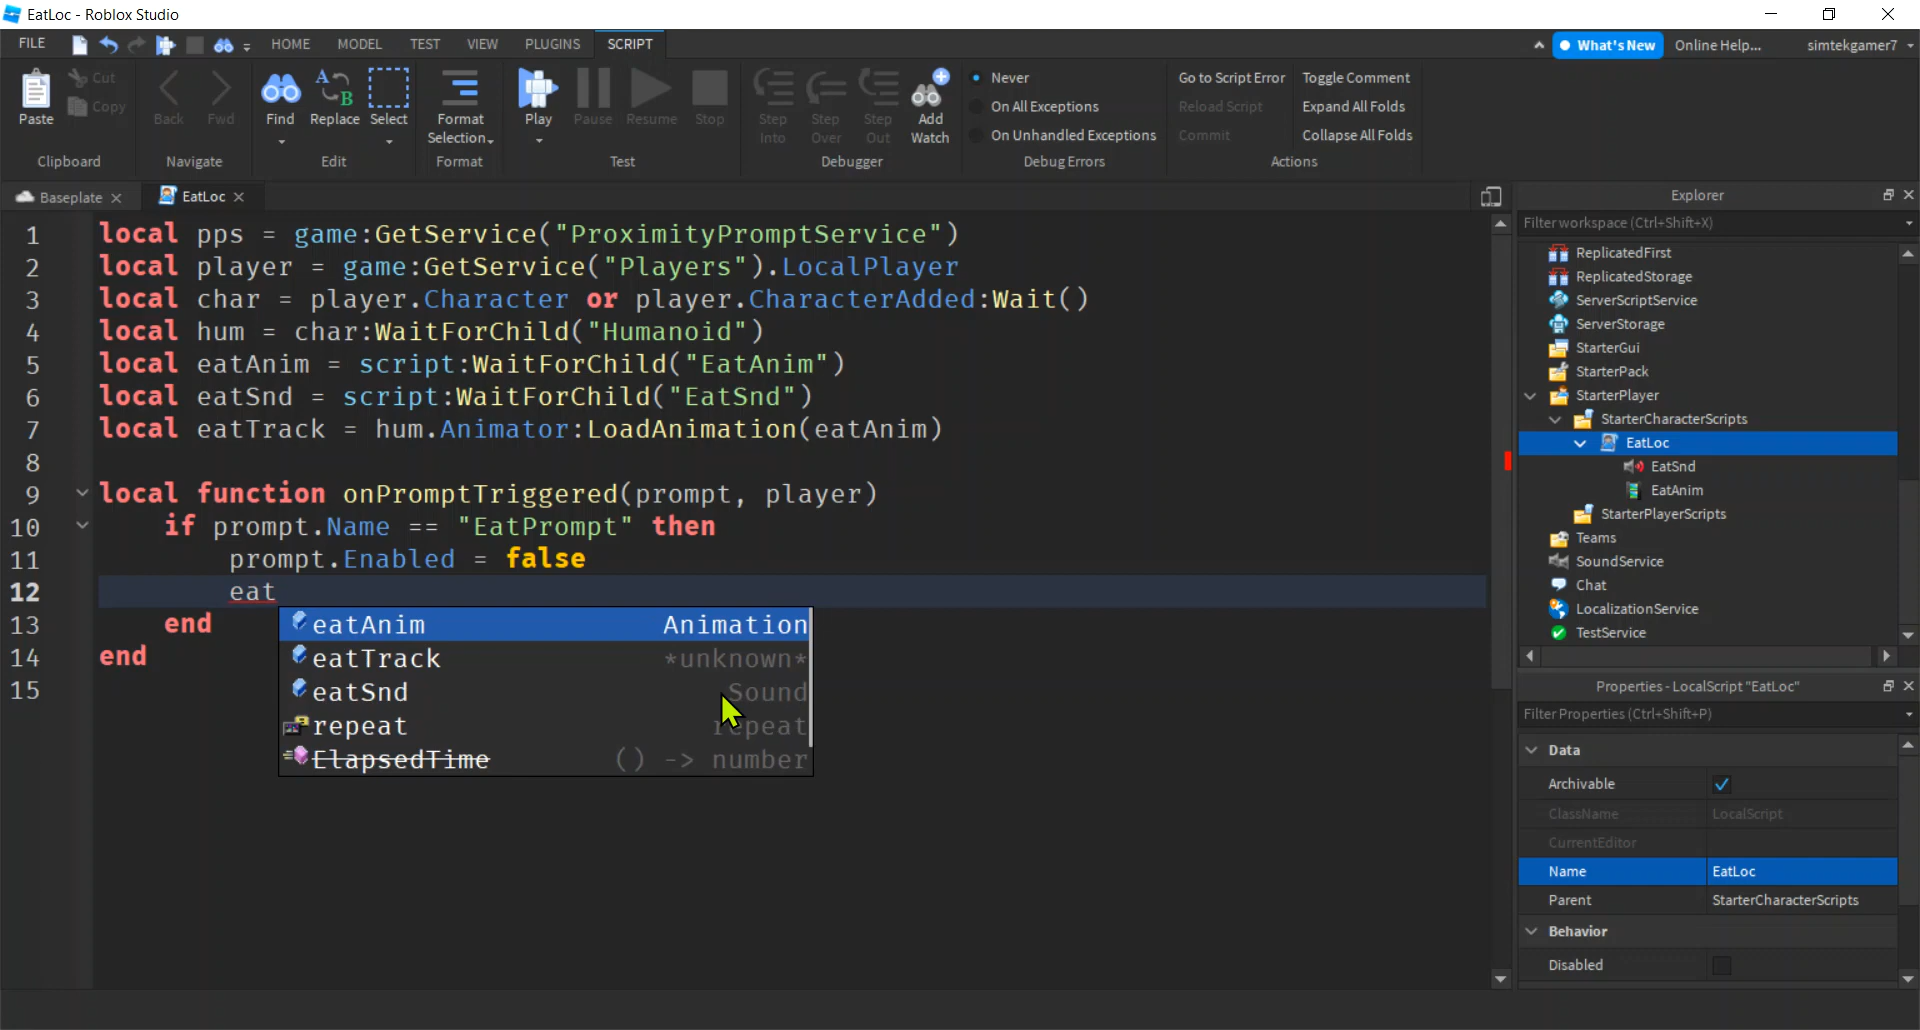 EatLoc - Roblox Studio
FILE HOME MODEL TEST VIEW PLUGINS SCRIPT What's New Online Help... simtekgamer7
Paste Cut Copy
Clipboard
Back Fwd
Navigate
Find Replace Select
Edit
Format Selection
Format
Play Pause Resume Stop
Test
Step Into Step Over Step Out Add Watch
Debugger
Never
On All Exceptions
On Unhandled Exceptions
Debug Errors
Go to Script Error Toggle Comment
Reload Script Expand All Folds
Commit Collapse All Folds
Actions
Baseplate EatLoc
1 local pps = game:GetService("ProximityPromptService")
2 local player = game:GetService("Players").LocalPlayer
3 local char = player.Character or player.CharacterAdded:Wait()
4 local hum = char:WaitForChild("Humanoid")
5 local eatAnim = script:WaitForChild("EatAnim")
6 local eatSnd = script:WaitForChild("EatSnd")
7 local eatTrack = hum.Animator:LoadAnimation(eatAnim)
8
9 local function onPromptTriggered(prompt, player)
10 if prompt.Name == "EatPrompt" then
11 prompt.Enabled = false
12 eat
13 end
14 end
15
eatAnim Animation
eatTrack *unknown*
eatSnd Sound
repeat repeat
ElapsedTime () -> number
Explorer
Filter workspace (Ctrl+Shift+X)
ReplicatedFirst
ReplicatedStorage
ServerScriptService
ServerStorage
StarterGui
StarterPack
StarterPlayer
StarterCharacterScripts
EatLoc
EatSnd
EatAnim
StarterPlayerScripts
Teams
SoundService
Chat
LocalizationService
TestService
Properties - LocalScript "EatLoc"
Filter Properties (Ctrl+Shift+P)
Data
Archivable
ClassName LocalScript
CurrentEditor
Name EatLoc
Parent StarterCharacterScripts
Behavior
Disabled